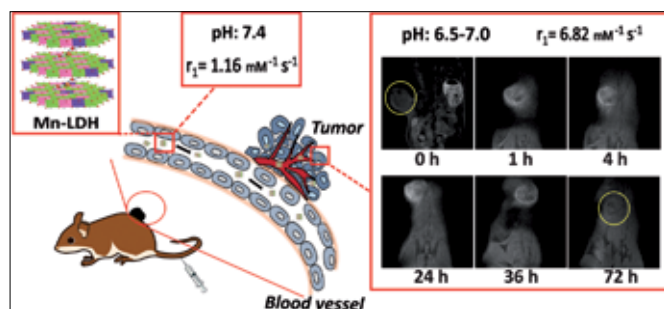 pH: 7.4
r₁= 1.16 mM⁻¹ S⁻¹
Mn-LDH
Tumor
Blood vessel
pH: 6.5-7.0 r₁= 6.82 mM⁻¹ S⁻¹
0 h 1 h 4 h
24 h 36 h 72 h